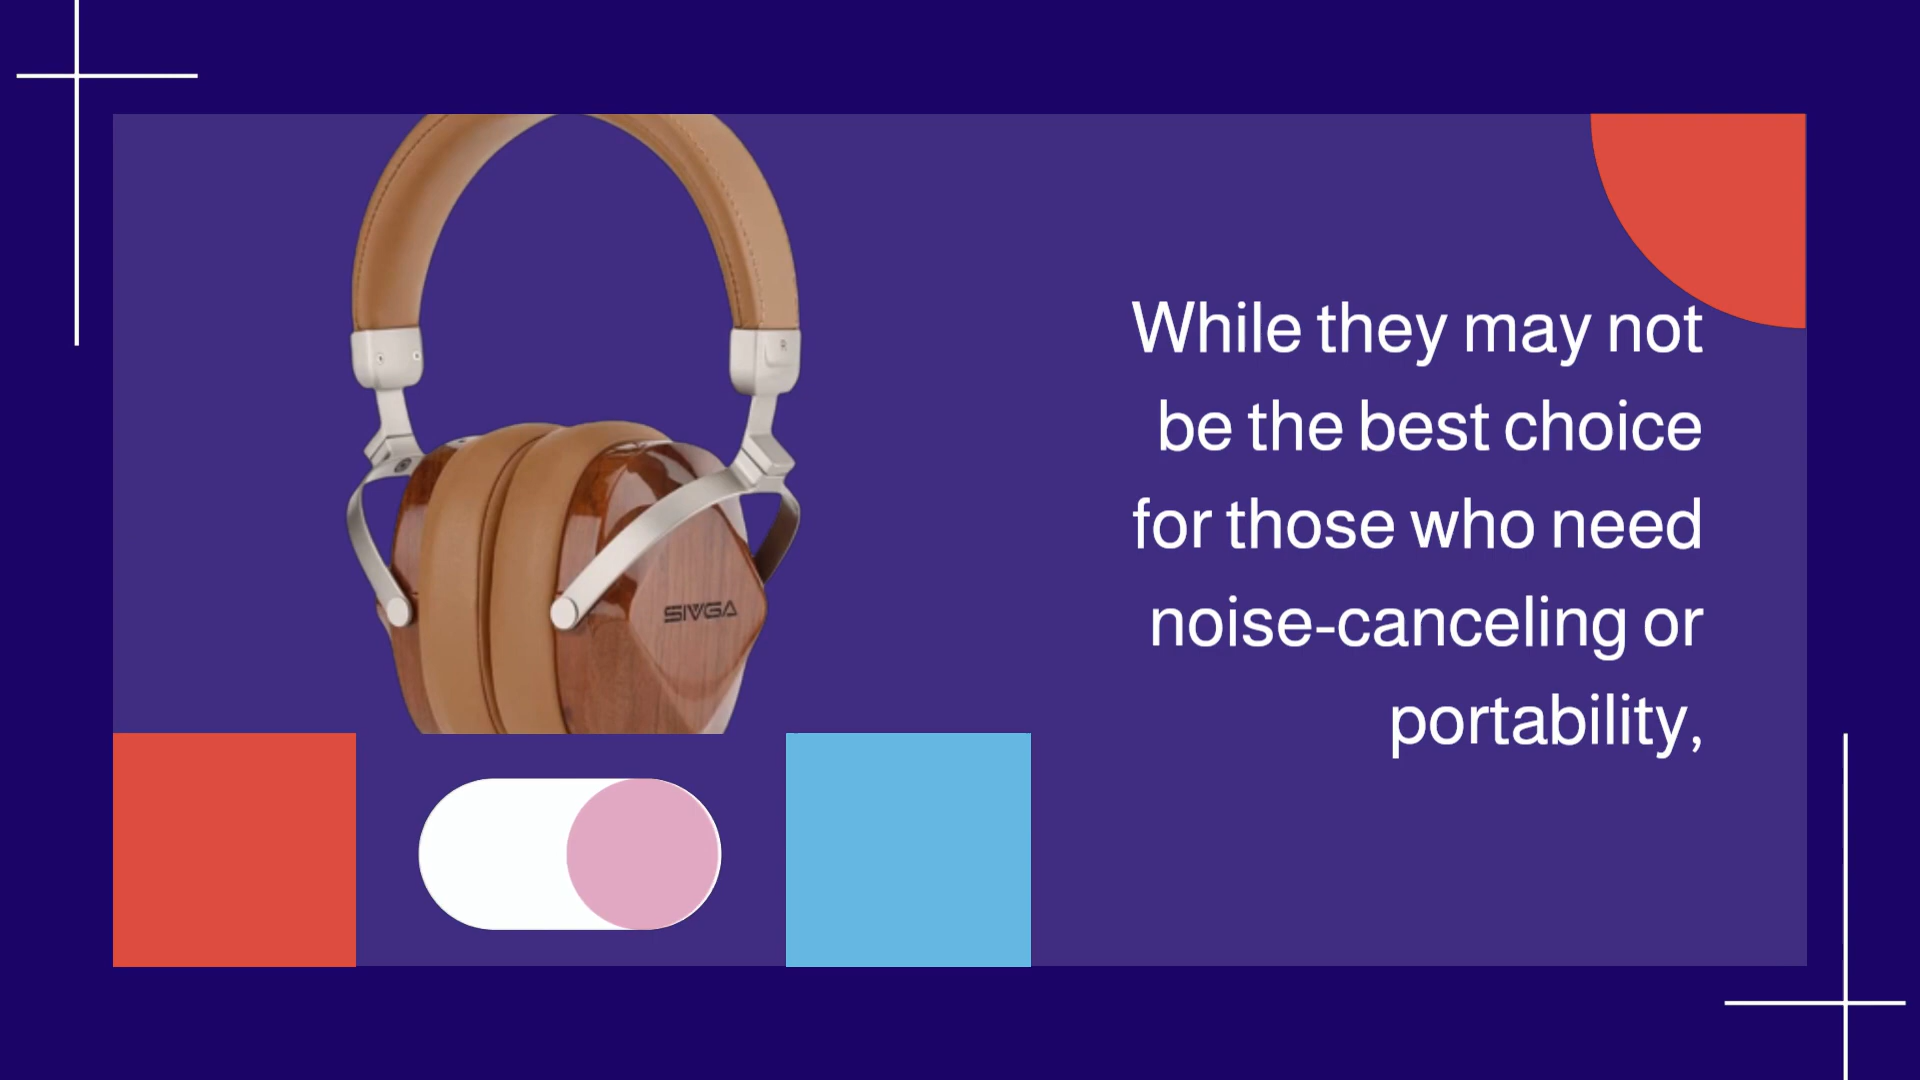 While they may not
be the best choice
for those who need
noise-canceling or
portability,
SIVGA